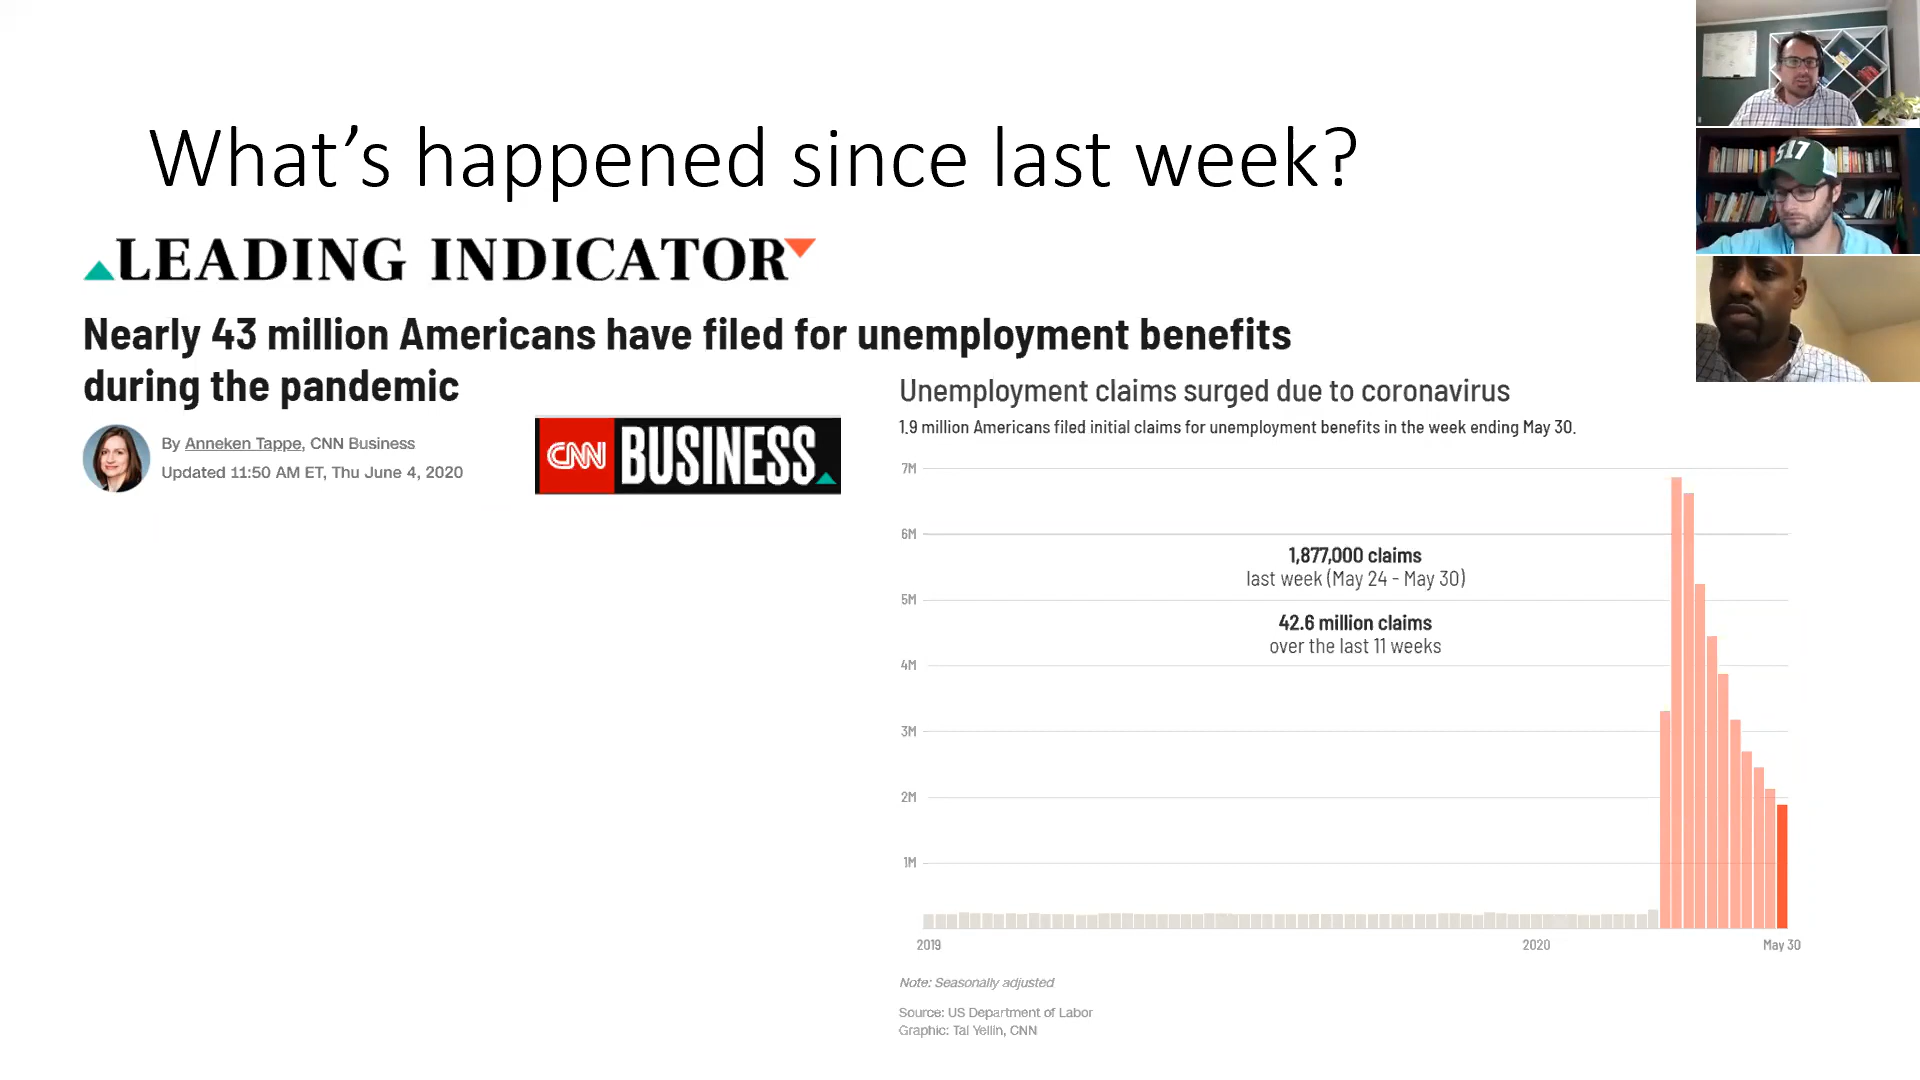 What’s happened since last week?
LEADING INDICATOR
Nearly 43 million Americans have filed for unemployment benefits
during the pandemic
By Anneken Tappe, CNN Business
Updated 11:50 AM ET, Thu June 4, 2020
CNN BUSINESS
Unemployment claims surged due to coronavirus
1.9 million Americans filed initial claims for unemployment benefits in the week ending May 30.
7M
6M
1,877,000 claims
last week (May 24 - May 30)
5M
42.6 million claims
over the last 11 weeks
4M
3M
2M
1M
2019
2020
May 30
Note: Seasonally adjusted
Source: US Department of Labor
Graphic: Tal Yellin, CNN
517